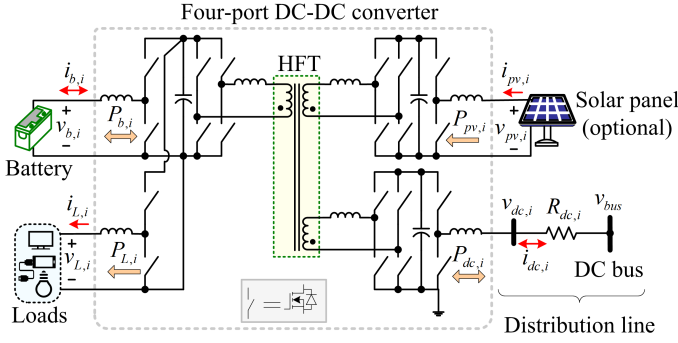 Four-port DC-DC converter
HFT
i_{b,i}
P_{b,i}
+
v_{b,i}
−
Battery
i_{pv,i}
P_{pv,i}
+
v_{pv,i}
−
Solar panel
(optional)
i_{L,i}
P_{L,i}
+
v_{L,i}
−
Loads
P_{dc,i}
v_{dc,i}
R_{dc,i}
v_{bus}
i_{dc,i}
DC bus
=
Distribution line